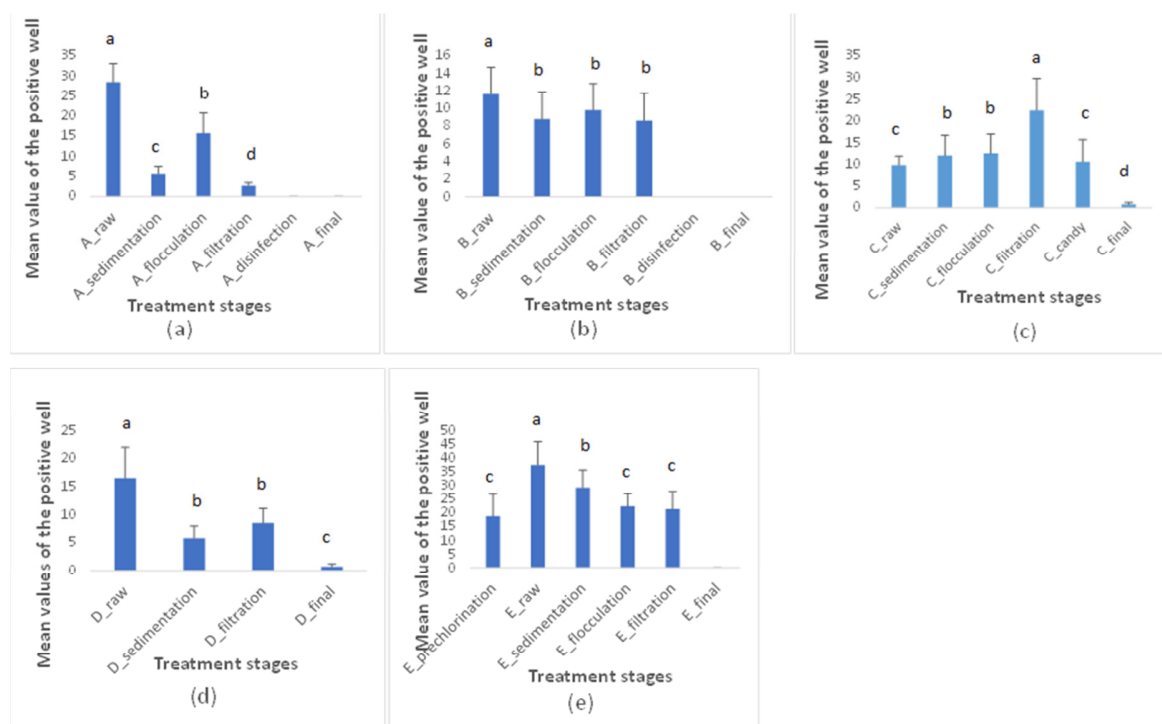 Mean value of the positive well
35
30
25
20
15
10
5
0
a
c
b
d
A_raw
A_sedimentation
A_flocculation
A_filtration
A_disinfection
A_final
Treatment stages
(a)
Mean value of the positive well
16
14
12
10
8
6
4
2
0
a
b
b
b
B_raw
B_sedimentation
B_flocculation
B_filtration
B_disinfection
B_final
Treatment stages
(b)
Mean value of the positive well
35
30
25
20
15
10
5
0
c
b
b
a
c
d
C_raw
C_sedimentation
C_flocculation
C_filtration
C_candy
C_final
Treatment stages
(c)
Mean values of the positive well
25
20
15
10
5
0
a
b
b
c
D_raw
D_sedimentation
D_filtration
D_final
Treatment stages
(d)
Mean value of the positive well
50
45
40
35
30
25
20
15
10
5
0
c
a
b
c
c
E_prechlorination
E_raw
E_sedimentation
E_flocculation
E_filtration
E_final
Treatment stages
(e)